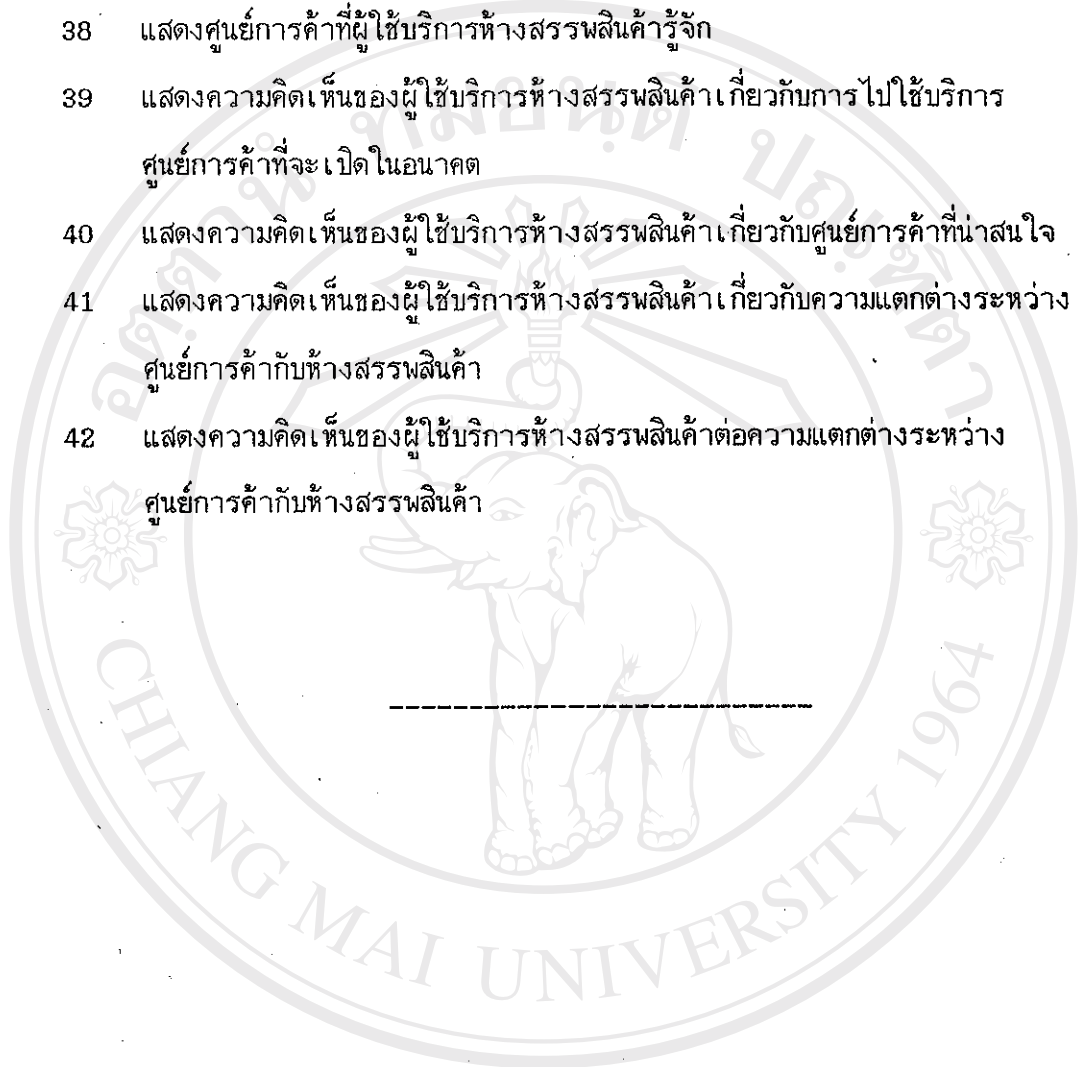 38 แสดงศูนย์การค้าที่ผู้ใช้บริการห้างสรรพสินค้ารู้จัก
39 แสดงความคิดเห็นของผู้ใช้บริการห้างสรรพสินค้าเกี่ยวกับการไปใช้บริการ
ศูนย์การค้าที่จะเปิดในอนาคต
40 แสดงความคิดเห็นของผู้ใช้บริการห้างสรรพสินค้าเกี่ยวกับศูนย์การค้าที่น่าสนใจ
41 แสดงความคิดเห็นของผู้ใช้บริการห้างสรรพสินค้าเกี่ยวกับความแตกต่างระหว่าง
ศูนย์การค้ากับห้างสรรพสินค้า
42 แสดงความคิดเห็นของผู้ใช้บริการห้างสรรพสินค้าต่อความแตกต่างระหว่าง
ศูนย์การค้ากับห้างสรรพสินค้า
อตฺตานํ ทมยนฺติ ปณฺฑิตา
CHIANG MAI UNIVERSITY 1964